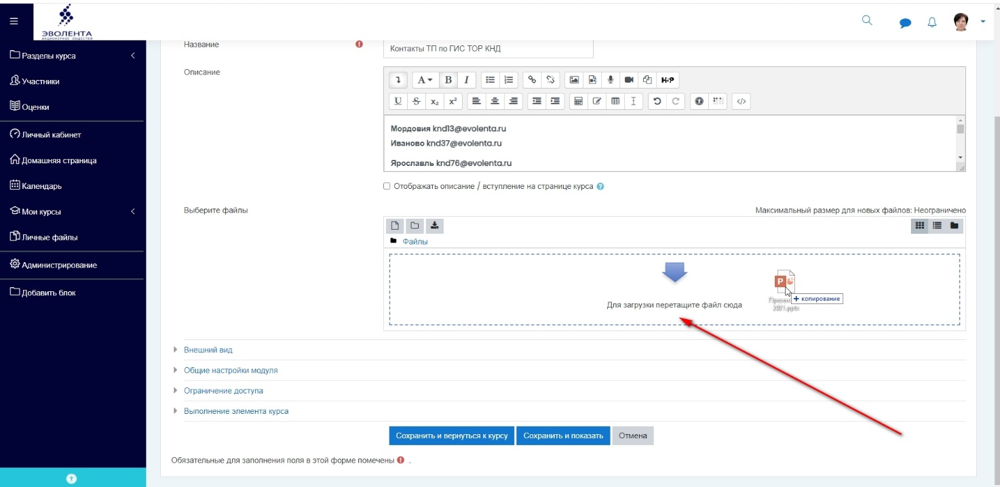 ЭВОЛЕНТА
АКЦИОНЕРНОЕ ОБЩЕСТВО
Разделы курса
Участники
Оценки
Личный кабинет
Домашняя страница
Календарь
Мои курсы
Личные файлы
Администрирование
Добавить блок
Название
Контакты ТП по ГИС ТОР КНД
Описание
A B I H-P
U S x₂ x²
Мордовия knd13@evolenta.ru
Иваново knd37@evolenta.ru
Ярославль knd76@evolenta.ru
Отображать описание / вступление на странице курса ?
Выберите файлы
Максимальный размер для новых файлов: Неограничено
Файлы
P
Для загрузки перетащите файл сюда
+ копирование
2021.pptx
Внешний вид
Общие настройки модуля
Ограничение доступа
Выполнение элемента курса
Сохранить и вернуться к курсу
Сохранить и показать
Отмена
Обязательные для заполнения поля в этой форме помечены ! .